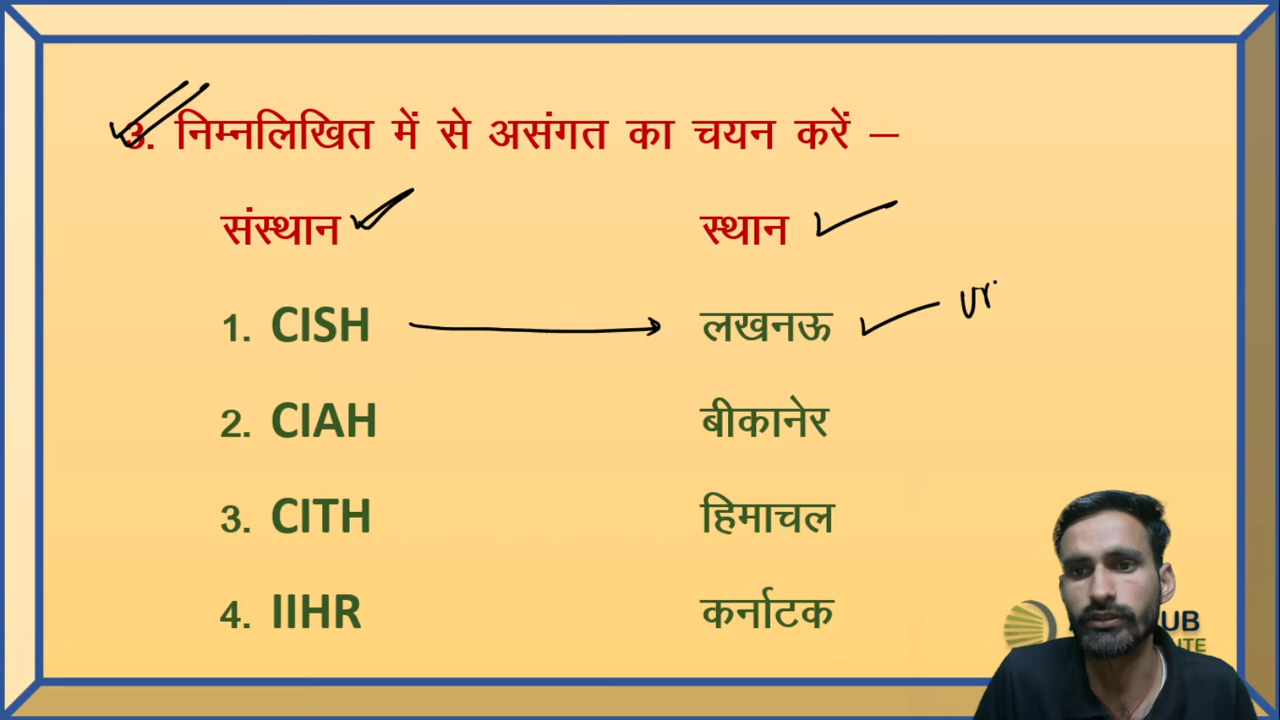 3. निम्नलिखित में से असंगत का चयन करें –
संस्थान स्थान
1. CISH लखनऊ
2. CIAH बीकानेर
3. CITH हिमाचल
4. IIHR कर्नाटक